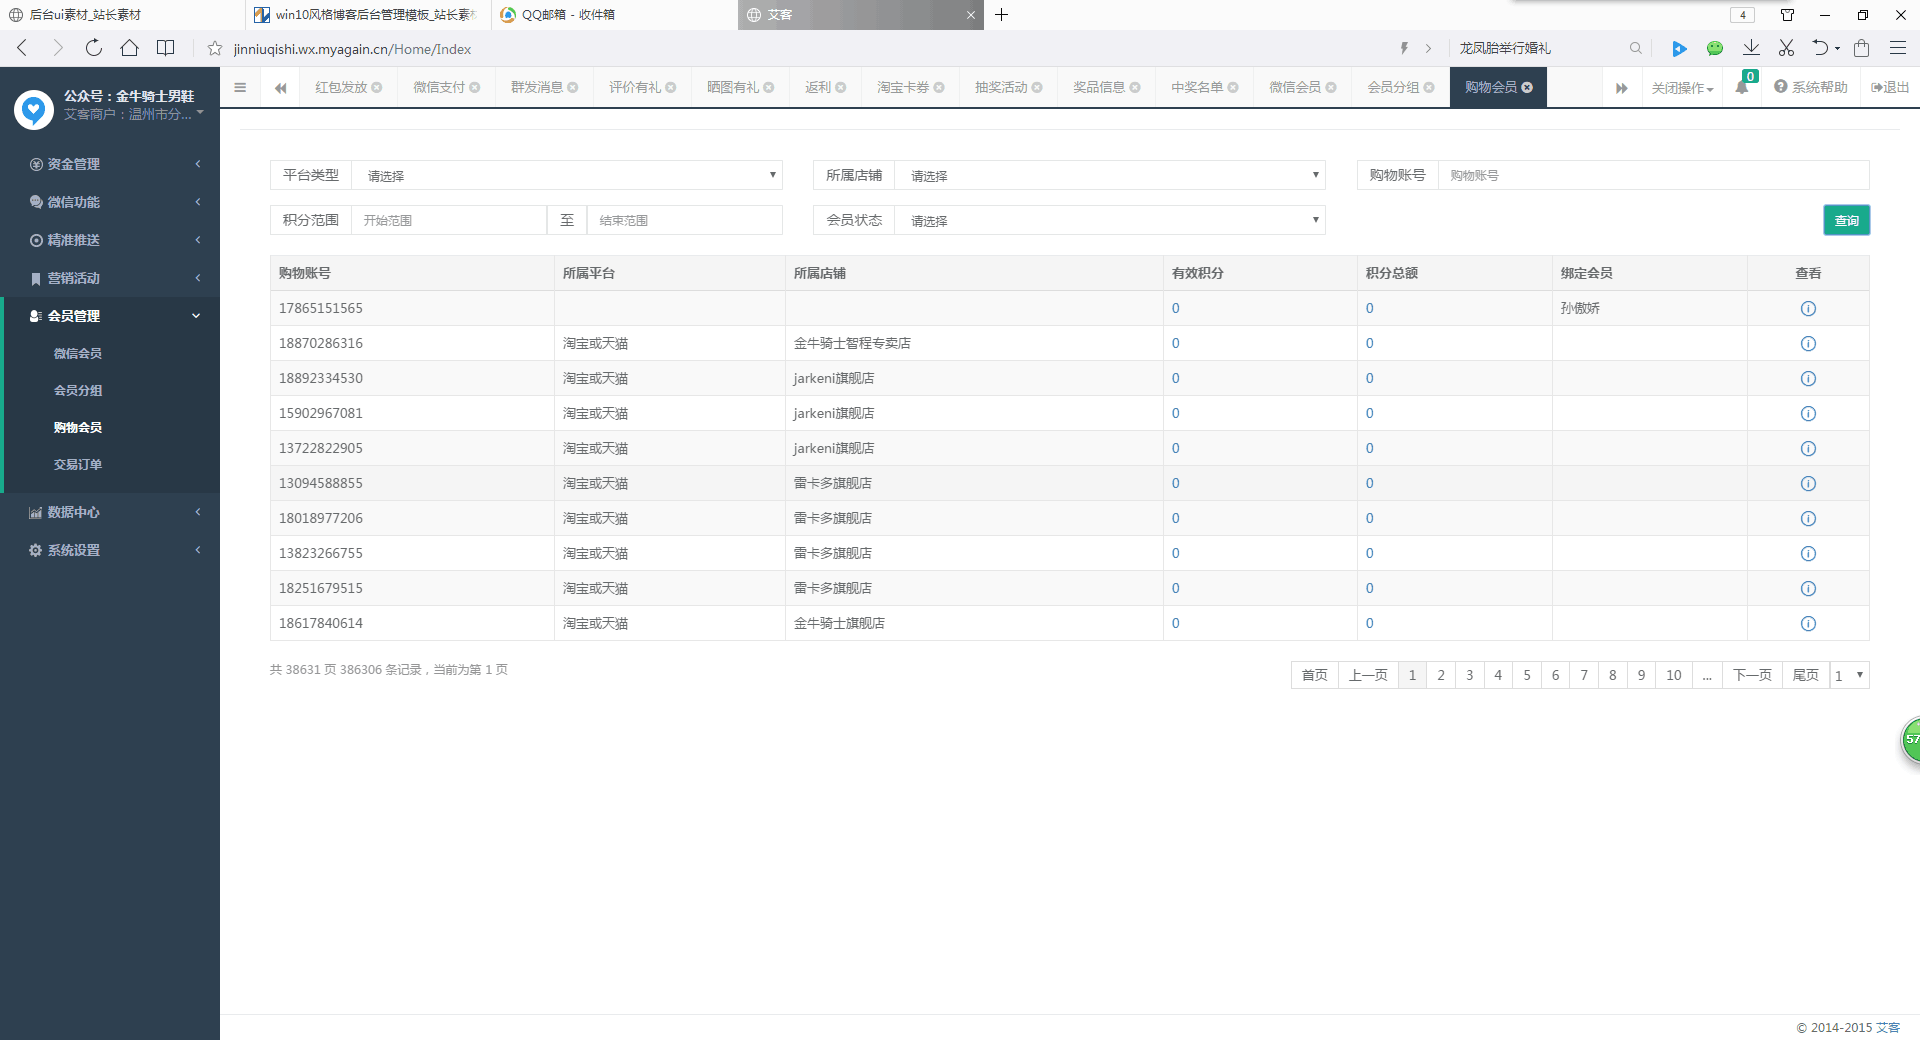 后台ui素材_站长素材
win10风格博客后台管理模板_站长素材
QQ邮箱 - 收件箱
艾客
4
jinniuqishi.wx.myagain.cn/Home/Index
龙凤胎举行婚礼
公众号：金牛骑士男鞋
艾客商户：温州市分...
红包发放
微信支付
群发消息
评价有礼
晒图有礼
返利
淘宝卡券
抽奖活动
奖品信息
中奖名单
微信会员
会员分组
购物会员
关闭操作
0
系统帮助
退出
资金管理
微信功能
精准推送
营销活动
会员管理
微信会员
会员分组
购物会员
交易订单
数据中心
系统设置
平台类型 请选择 所属店铺 请选择 购物账号 购物账号
积分范围 开始范围 至 结束范围 会员状态 请选择 查询
购物账号 所属平台 所属店铺 有效积分 积分总额 绑定会员 查看
17865151565 0 0 孙傲娇
18870286316 淘宝或天猫 金牛骑士智程专卖店 0 0
18892334530 淘宝或天猫 jarkeni旗舰店 0 0
15902967081 淘宝或天猫 jarkeni旗舰店 0 0
13722822905 淘宝或天猫 jarkeni旗舰店 0 0
13094588855 淘宝或天猫 雷卡多旗舰店 0 0
18018977206 淘宝或天猫 雷卡多旗舰店 0 0
13823266755 淘宝或天猫 雷卡多旗舰店 0 0
18251679515 淘宝或天猫 雷卡多旗舰店 0 0
18617840614 淘宝或天猫 金牛骑士旗舰店 0 0
共 38631 页 386306 条记录，当前为第 1 页
首页 上一页 1 2 3 4 5 6 7 8 9 10 ... 下一页 尾页 1
57
© 2014-2015 艾客